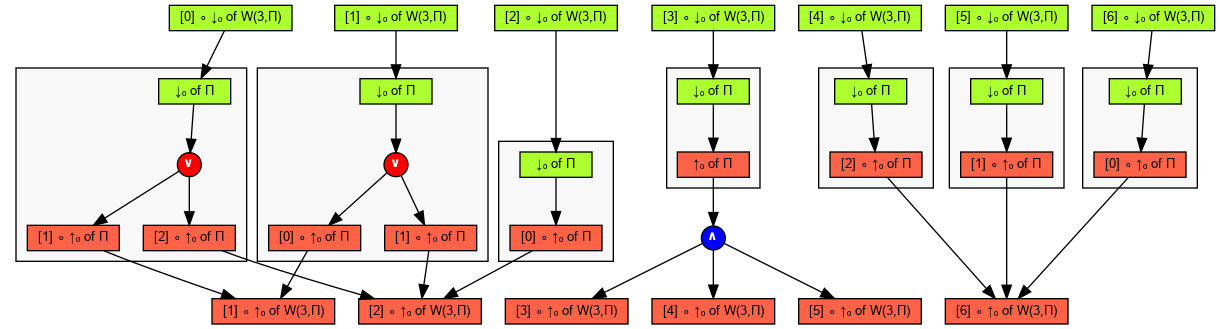 [0] ∘ ↓₀ of W(3,Π)
[1] ∘ ↓₀ of W(3,Π)
[2] ∘ ↓₀ of W(3,Π)
[3] ∘ ↓₀ of W(3,Π)
[4] ∘ ↓₀ of W(3,Π)
[5] ∘ ↓₀ of W(3,Π)
[6] ∘ ↓₀ of W(3,Π)
↓₀ of Π
↓₀ of Π
↓₀ of Π
↓₀ of Π
↓₀ of Π
↓₀ of Π
∨
∨
↓₀ of Π
↑₀ of Π
[2] ∘ ↑₀ of Π
[1] ∘ ↑₀ of Π
[0] ∘ ↑₀ of Π
[1] ∘ ↑₀ of Π
[2] ∘ ↑₀ of Π
[0] ∘ ↑₀ of Π
[1] ∘ ↑₀ of Π
[0] ∘ ↑₀ of Π
∧
[1] ∘ ↑₀ of W(3,Π)
[2] ∘ ↑₀ of W(3,Π)
[3] ∘ ↑₀ of W(3,Π)
[4] ∘ ↑₀ of W(3,Π)
[5] ∘ ↑₀ of W(3,Π)
[6] ∘ ↑₀ of W(3,Π)